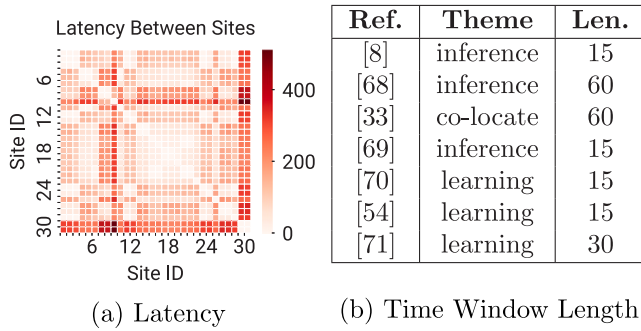 Latency Between Sites
Site ID
6
12
18
24
30
6 12 18 24 30
Site ID
400
200
0
(a) Latency
Ref. Theme Len.
[8] inference 15
[68] inference 60
[33] co-locate 60
[69] inference 15
[70] learning 15
[54] learning 15
[71] learning 30
(b) Time Window Length